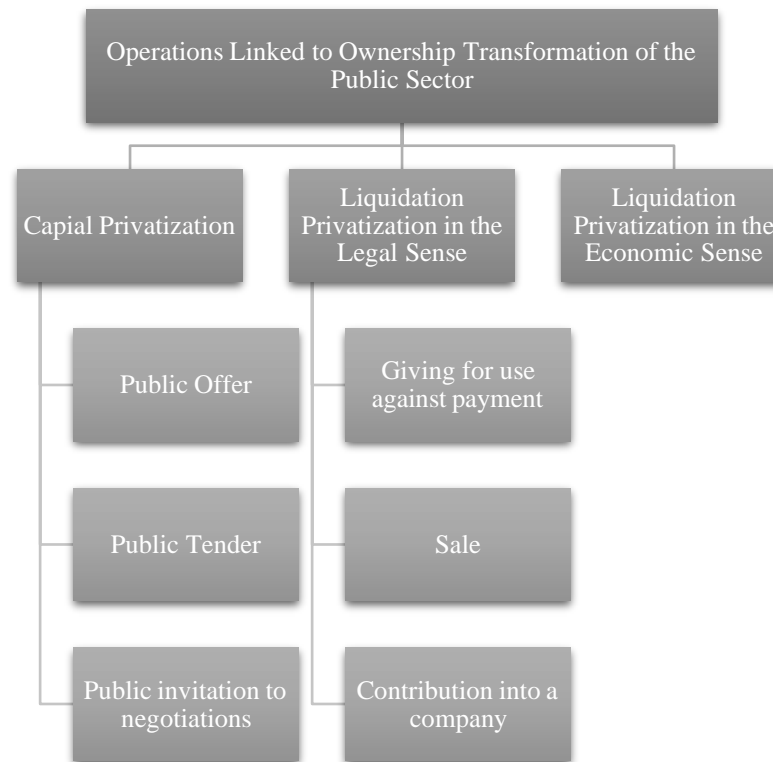 Operations Linked to Ownership Transformation of the
Public Sector
Capial Privatization
Liquidation
Privatization in the
Legal Sense
Liquidation
Privatization in the
Economic Sense
Public Offer
Giving for use
against payment
Public Tender
Sale
Public invitation to
negotiations
Contribution into a
company